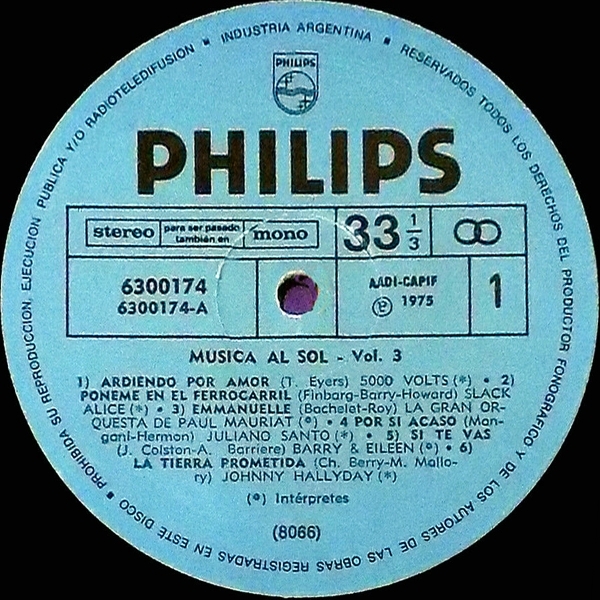 INDUSTRIA ARGENTINA ■ RESERVADOS TODOS LOS DERECHOS DEL PRODUCTOR FONOGRAFICO Y DE LOS AUTORES DE LAS OBRAS REGISTRADAS EN ESTE DISCO ■ PROHIBIDA SU REPRODUCCION, EJECUCION PUBLICA Y/O RADIOTELEDIFUSION ■
PHILIPS
PHILIPS
stereo
para ser pasado
también en
mono
33 1/3
6300174
6300174-A
AADI-CAPIF
Ⓟ 1975
1
MUSICA AL SOL - Vol. 3
1) ARDIENDO POR AMOR (T. Eyers) 5000 VOLTS (*) • 2)
PONEME EN EL FERROCARRIL (Finbarg-Barry-Howard) SLACK
ALICE (*) • 3) EMMANUELLE (Bachelet-Roy) LA GRAN OR-
QUESTA DE PAUL MAURIAT (*) • 4 POR SI ACASO (Man-
gani-Hermon) JULIANO SANTO (*) • 5) SI TE VAS
(J. Colston-A. Barriere) BARRY & EILEEN (*) • 6)
LA TIERRA PROMETIDA (Ch. Berry-M. Mallo-
ry) JOHNNY HALLYDAY (*)
(*) Intérpretes
(8066)